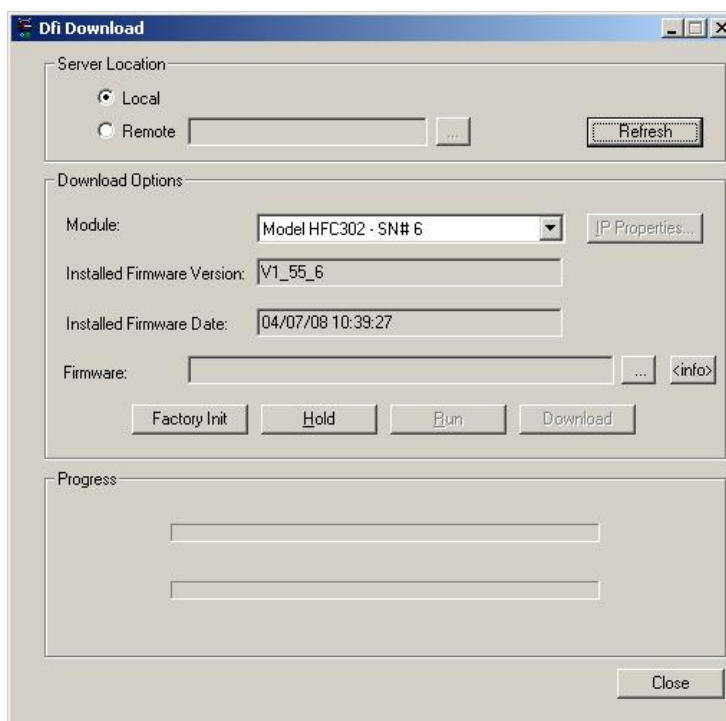 Dfi Download
Server Location
Local
Remote ... Refresh
Download Options
Module: Model HFC302 - SN# 6 IP Properties...
Installed Firmware Version: V1_55_6
Installed Firmware Date: 04/07/08 10:39:27
Firmware: ... <info>
Factory Init Hold Run Download
Progress
Close